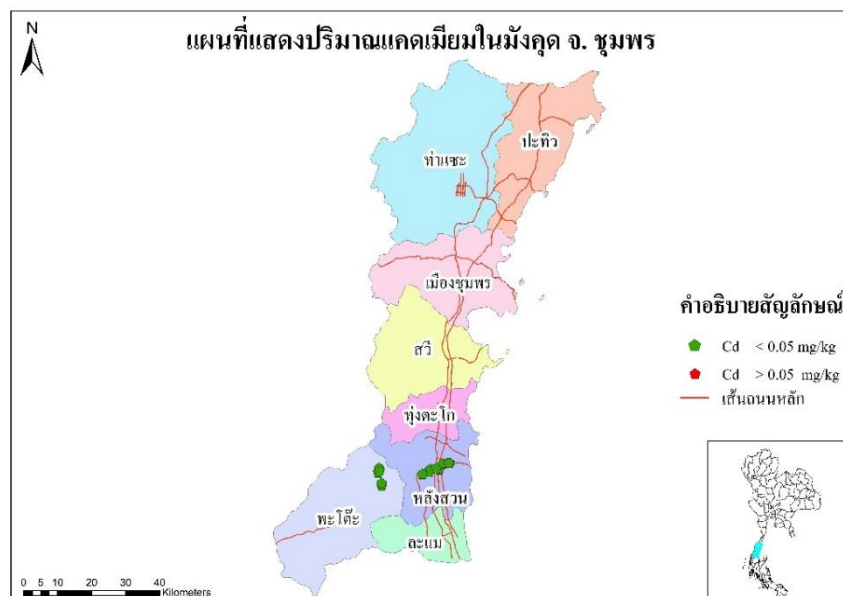 N
แผนที่แสดงปริมาณแคดเมียมในมังคุด จ. ชุมพร
ปะทิว
ท่าแซะ
เมืองชุมพร
คำอธิบายสัญลักษณ์
สวี
Cd < 0.05 mg/kg
Cd > 0.05 mg/kg
เส้นถนนหลัก
ทุ่งตะโก
หลังสวน
พะโต๊ะ
ละแม
0 5 10 20 30 40
Kilometers